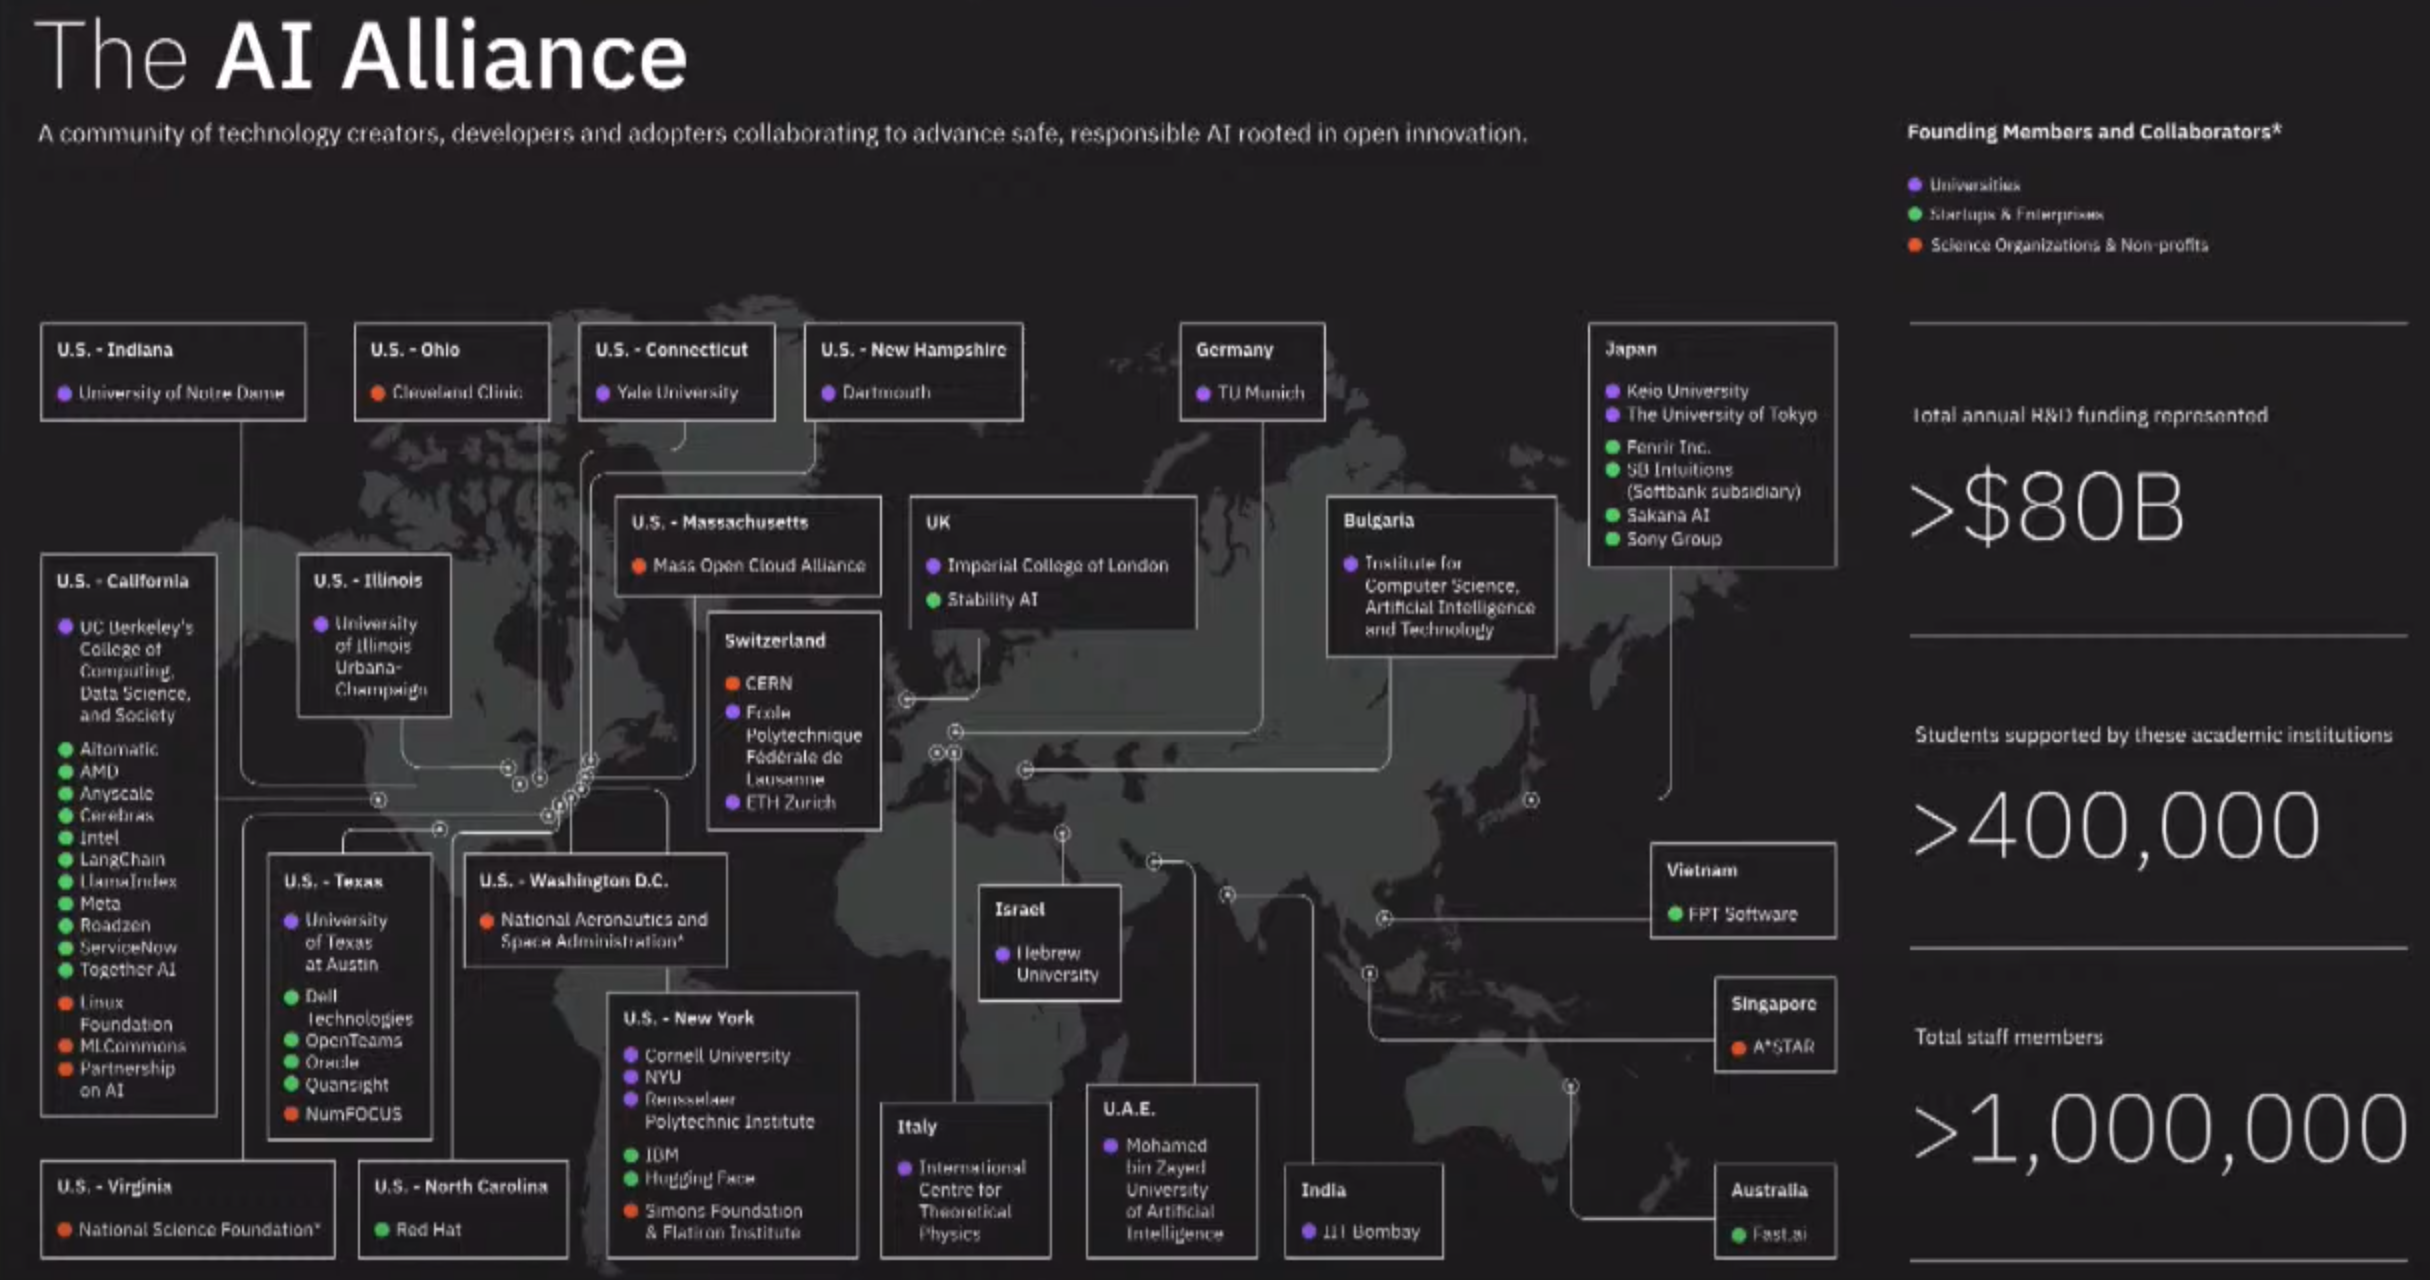 The AI Alliance
A community of technology creators, developers and adopters collaborating to advance safe, responsible AI rooted in open innovation.
Founding Members and Collaborators*
Universities
Startups & Enterprises
Science Organizations & Non-profits
U.S. - Indiana
University of Notre Dame
U.S. - Ohio
Cleveland Clinic
U.S. - Connecticut
Yale University
U.S. - New Hampshire
Dartmouth
Germany
TU Munich
Japan
Keio University
The University of Tokyo
Fenrir Inc.
SB Intuitions
(Softbank subsidiary)
Sakana AI
Sony Group
U.S. - Massachusetts
Mass Open Cloud Alliance
UK
Imperial College of London
Stability AI
Bulgaria
Institute for
Computer Science,
Artificial Intelligence
and Technology
U.S. - California
UC Berkeley's
College of
Computing,
Data Science,
and Society
Aitomatic
AMD
Anyscale
Cerebras
Intel
LangChain
LlamaIndex
Meta
Roadzen
ServiceNow
Together AI
Linux
Foundation
MLCommons
Partnership
on AI
U.S. - Illinois
University
of Illinois
Urbana-
Champaign
Switzerland
CERN
Ecole
Polytechnique
Fédérale de
Lausanne
ETH Zurich
U.S. - Texas
University
of Texas
at Austin
Dell
Technologies
OpenTeams
Oracle
Quansight
NumFOCUS
U.S. - Washington D.C.
National Aeronautics and
Space Administration*
Israel
Hebrew
University
Vietnam
FPT Software
Singapore
A*STAR
U.S. - New York
Cornell University
NYU
Rensselaer
Polytechnic Institute
IBM
Hugging Face
Simons Foundation
& Flatiron Institute
Italy
International
Centre for
Theoretical
Physics
U.A.E.
Mohamed
bin Zayed
University
of Artificial
Intelligence
U.S. - Virginia
National Science Foundation*
U.S. - North Carolina
Red Hat
India
IIT Bombay
Australia
Fast.ai
Total annual R&D funding represented
>$80B
Students supported by these academic institutions
>400,000
Total staff members
>1,000,000